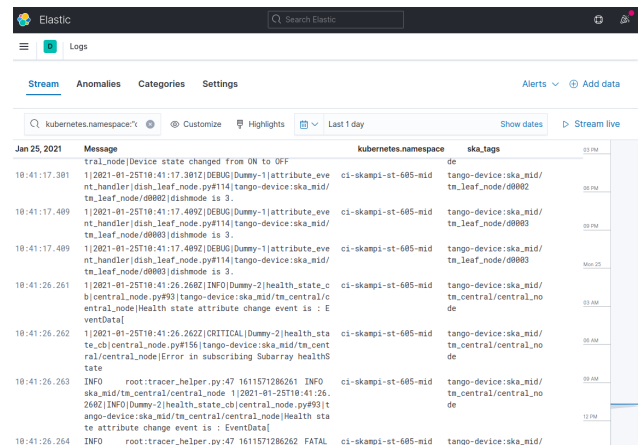 Elastic
Search Elastic
D Logs
Stream Anomalies Categories Settings Alerts Add data
kubernetes.namespace:"c Customize Highlights Last 1 day Show dates Stream live
Jan 25, 2021 Message kubernetes.namespace ska_tags
03 PM
tral_node|Device state changed from ON to OFF de
10:41:17.301 1|2021-01-25T10:41:17.301Z|DEBUG|Dummy-1|attribute_eve ci-skampi-st-605-mid tango-device:ska_mid/
nt_handler|dish_leaf_node.py#114|tango-device:ska_mid/ tm_leaf_node/d0002
06 PM
tm_leaf_node/d0002|dishmode is 3.
10:41:17.409 1|2021-01-25T10:41:17.409Z|DEBUG|Dummy-1|attribute_eve ci-skampi-st-605-mid tango-device:ska_mid/
nt_handler|dish_leaf_node.py#114|tango-device:ska_mid/ tm_leaf_node/d0003
09 PM
tm_leaf_node/d0003|dishmode is 3.
10:41:17.409 1|2021-01-25T10:41:17.409Z|DEBUG|Dummy-1|attribute_eve ci-skampi-st-605-mid tango-device:ska_mid/
nt_handler|dish_leaf_node.py#114|tango-device:ska_mid/ tm_leaf_node/d0003
Mon 25
tm_leaf_node/d0003|dishmode is 3.
10:41:26.261 1|2021-01-25T10:41:26.260Z|INFO|Dummy-2|health_state_c ci-skampi-st-605-mid tango-device:ska_mid/
b|central_node.py#93|tango-device:ska_mid/tm_central/c tm_central/central_no
03 AM
entral_node|Health state attribute change event is : E de
ventData[
10:41:26.262 1|2021-01-25T10:41:26.262Z|CRITICAL|Dummy-2|health_sta ci-skampi-st-605-mid tango-device:ska_mid/
te_cb|central_node.py#156|tango-device:ska_mid/tm_cent tm_central/central_no
06 AM
ral/central_node|Error in subscribing Subarray healthS de
tate
10:41:26.263 INFO root:tracer_helper.py:47 1611571286261 INFO ci-skampi-st-605-mid tango-device:ska_mid/
09 AM
ska_mid/tm_central/central_node 1|2021-01-25T10:41:26. tm_central/central_no
260Z|INFO|Dummy-2|health_state_cb|central_node.py#93|t de
ango-device:ska_mid/tm_central/central_node|Health sta
12 PM
te attribute change event is : EventData[
10:41:26.264 INFO root:tracer_helper.py:47 1611571286262 FATAL ci-skampi-st-605-mid tango-device:ska_mid/